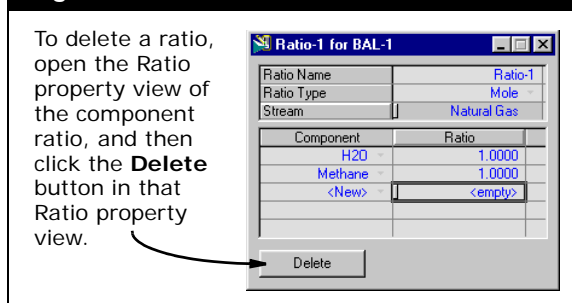 To delete a ratio,
open the Ratio
property view of
the component
ratio, and then
click the Delete
button in that
Ratio property
view.
Ratio-1 for BAL-1
Ratio Name Ratio-1
Ratio Type Mole
Stream Natural Gas
Component Ratio
H2O 1.0000
Methane 1.0000
<New> <empty>
Delete